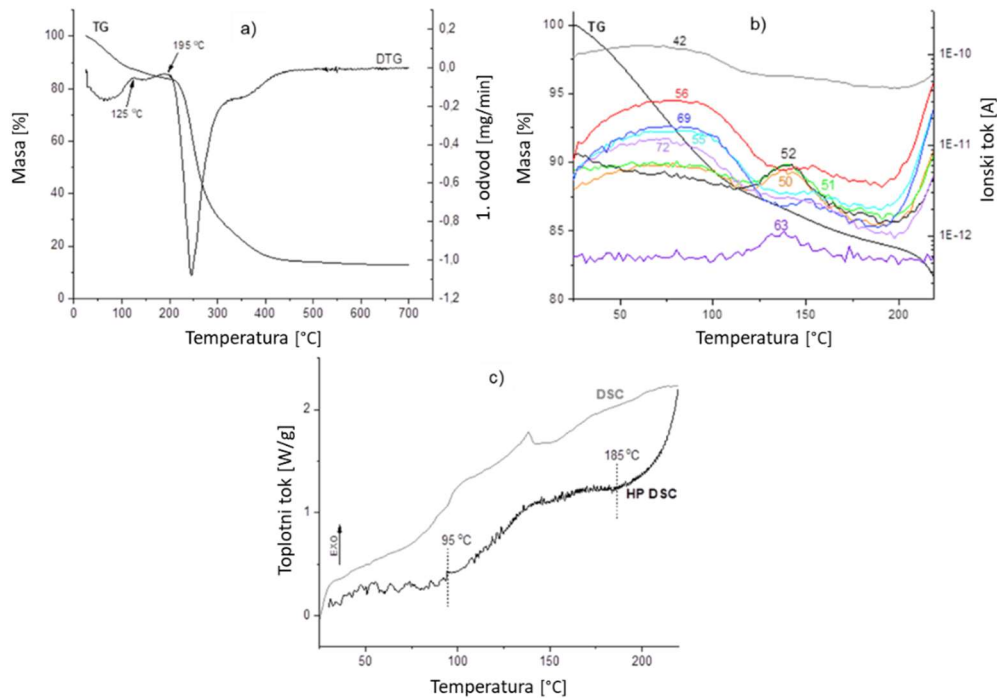 a)
TG
195 °C
DTG
125 °C
100
80
60
40
20
0
Masa [%]
0,2
0,0
-0,2
-0,4
-0,6
-0,8
-1,0
-1,2
1. odvod [mg/min]
0 100 200 300 400 500 600 700
Temperatura [°C]
b)
TG
42
56
69
55
72
52
50
51
63
100
95
90
85
80
Masa [%]
1E-10
1E-11
1E-12
Ionski tok [A]
50 100 150 200
Temperatura [°C]
c)
DSC
185 °C
HP DSC
95 °C
EXO
2
1
0
Toplotni tok [W/g]
50 100 150 200
Temperatura [°C]